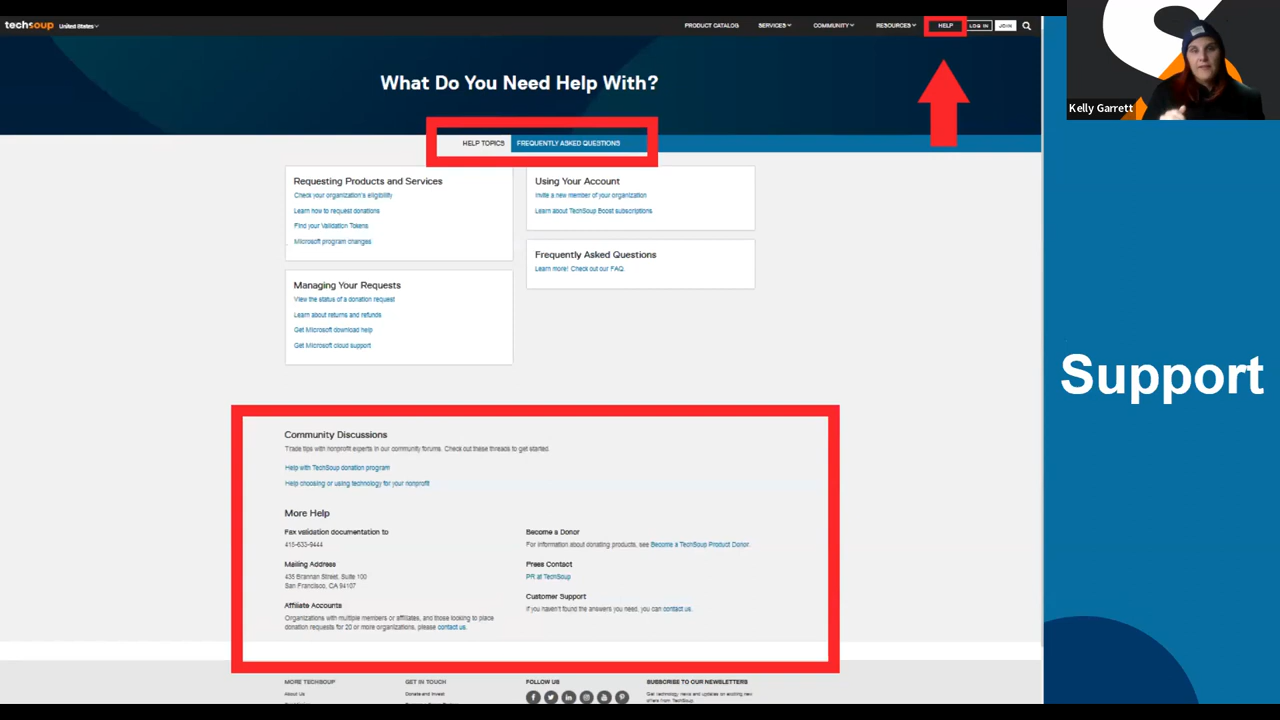 techsoup United States
PRODUCT CATALOG SERVICES COMMUNITY RESOURCES HELP LOG IN JOIN
Kelly Garrett
What Do You Need Help With?
HELP TOPICS FREQUENTLY ASKED QUESTIONS
Requesting Products and Services
Check your organization's eligibility
Learn how to request donations
Find your Validation Tokens
Microsoft program changes
Using Your Account
Invite a new member of your organization
Learn about TechSoup Boost subscriptions
Frequently Asked Questions
Learn more! Check out our FAQ.
Managing Your Requests
View the status of a donation request
Learn about returns and refunds
Get Microsoft download help
Get Microsoft cloud support
Support
Community Discussions
Trade tips with nonprofit experts in our community forums. Check out these threads to get started.
Help with TechSoup donation program
Help choosing or using technology for your nonprofit
More Help
Fax validation documentation to:
415-633-9444
Mailing Address
435 Brannan Street, Suite 100
San Francisco, CA 94107
Affiliate Accounts
Organizations with multiple members or affiliates, and those looking to place
donation requests for 20 or more organizations, please contact us.
Become a Donor
For information about donating products, see Become a TechSoup Product Donor.
Press Contact
PR at TechSoup
Customer Support
If you haven't found the answers you need, you can contact us.
MORE TECHSOUP
About Us
GET IN TOUCH
Donate and Invest
FOLLOW US
SUBSCRIBE TO OUR NEWSLETTERS
Get technology news and updates on exciting new
offers from TechSoup